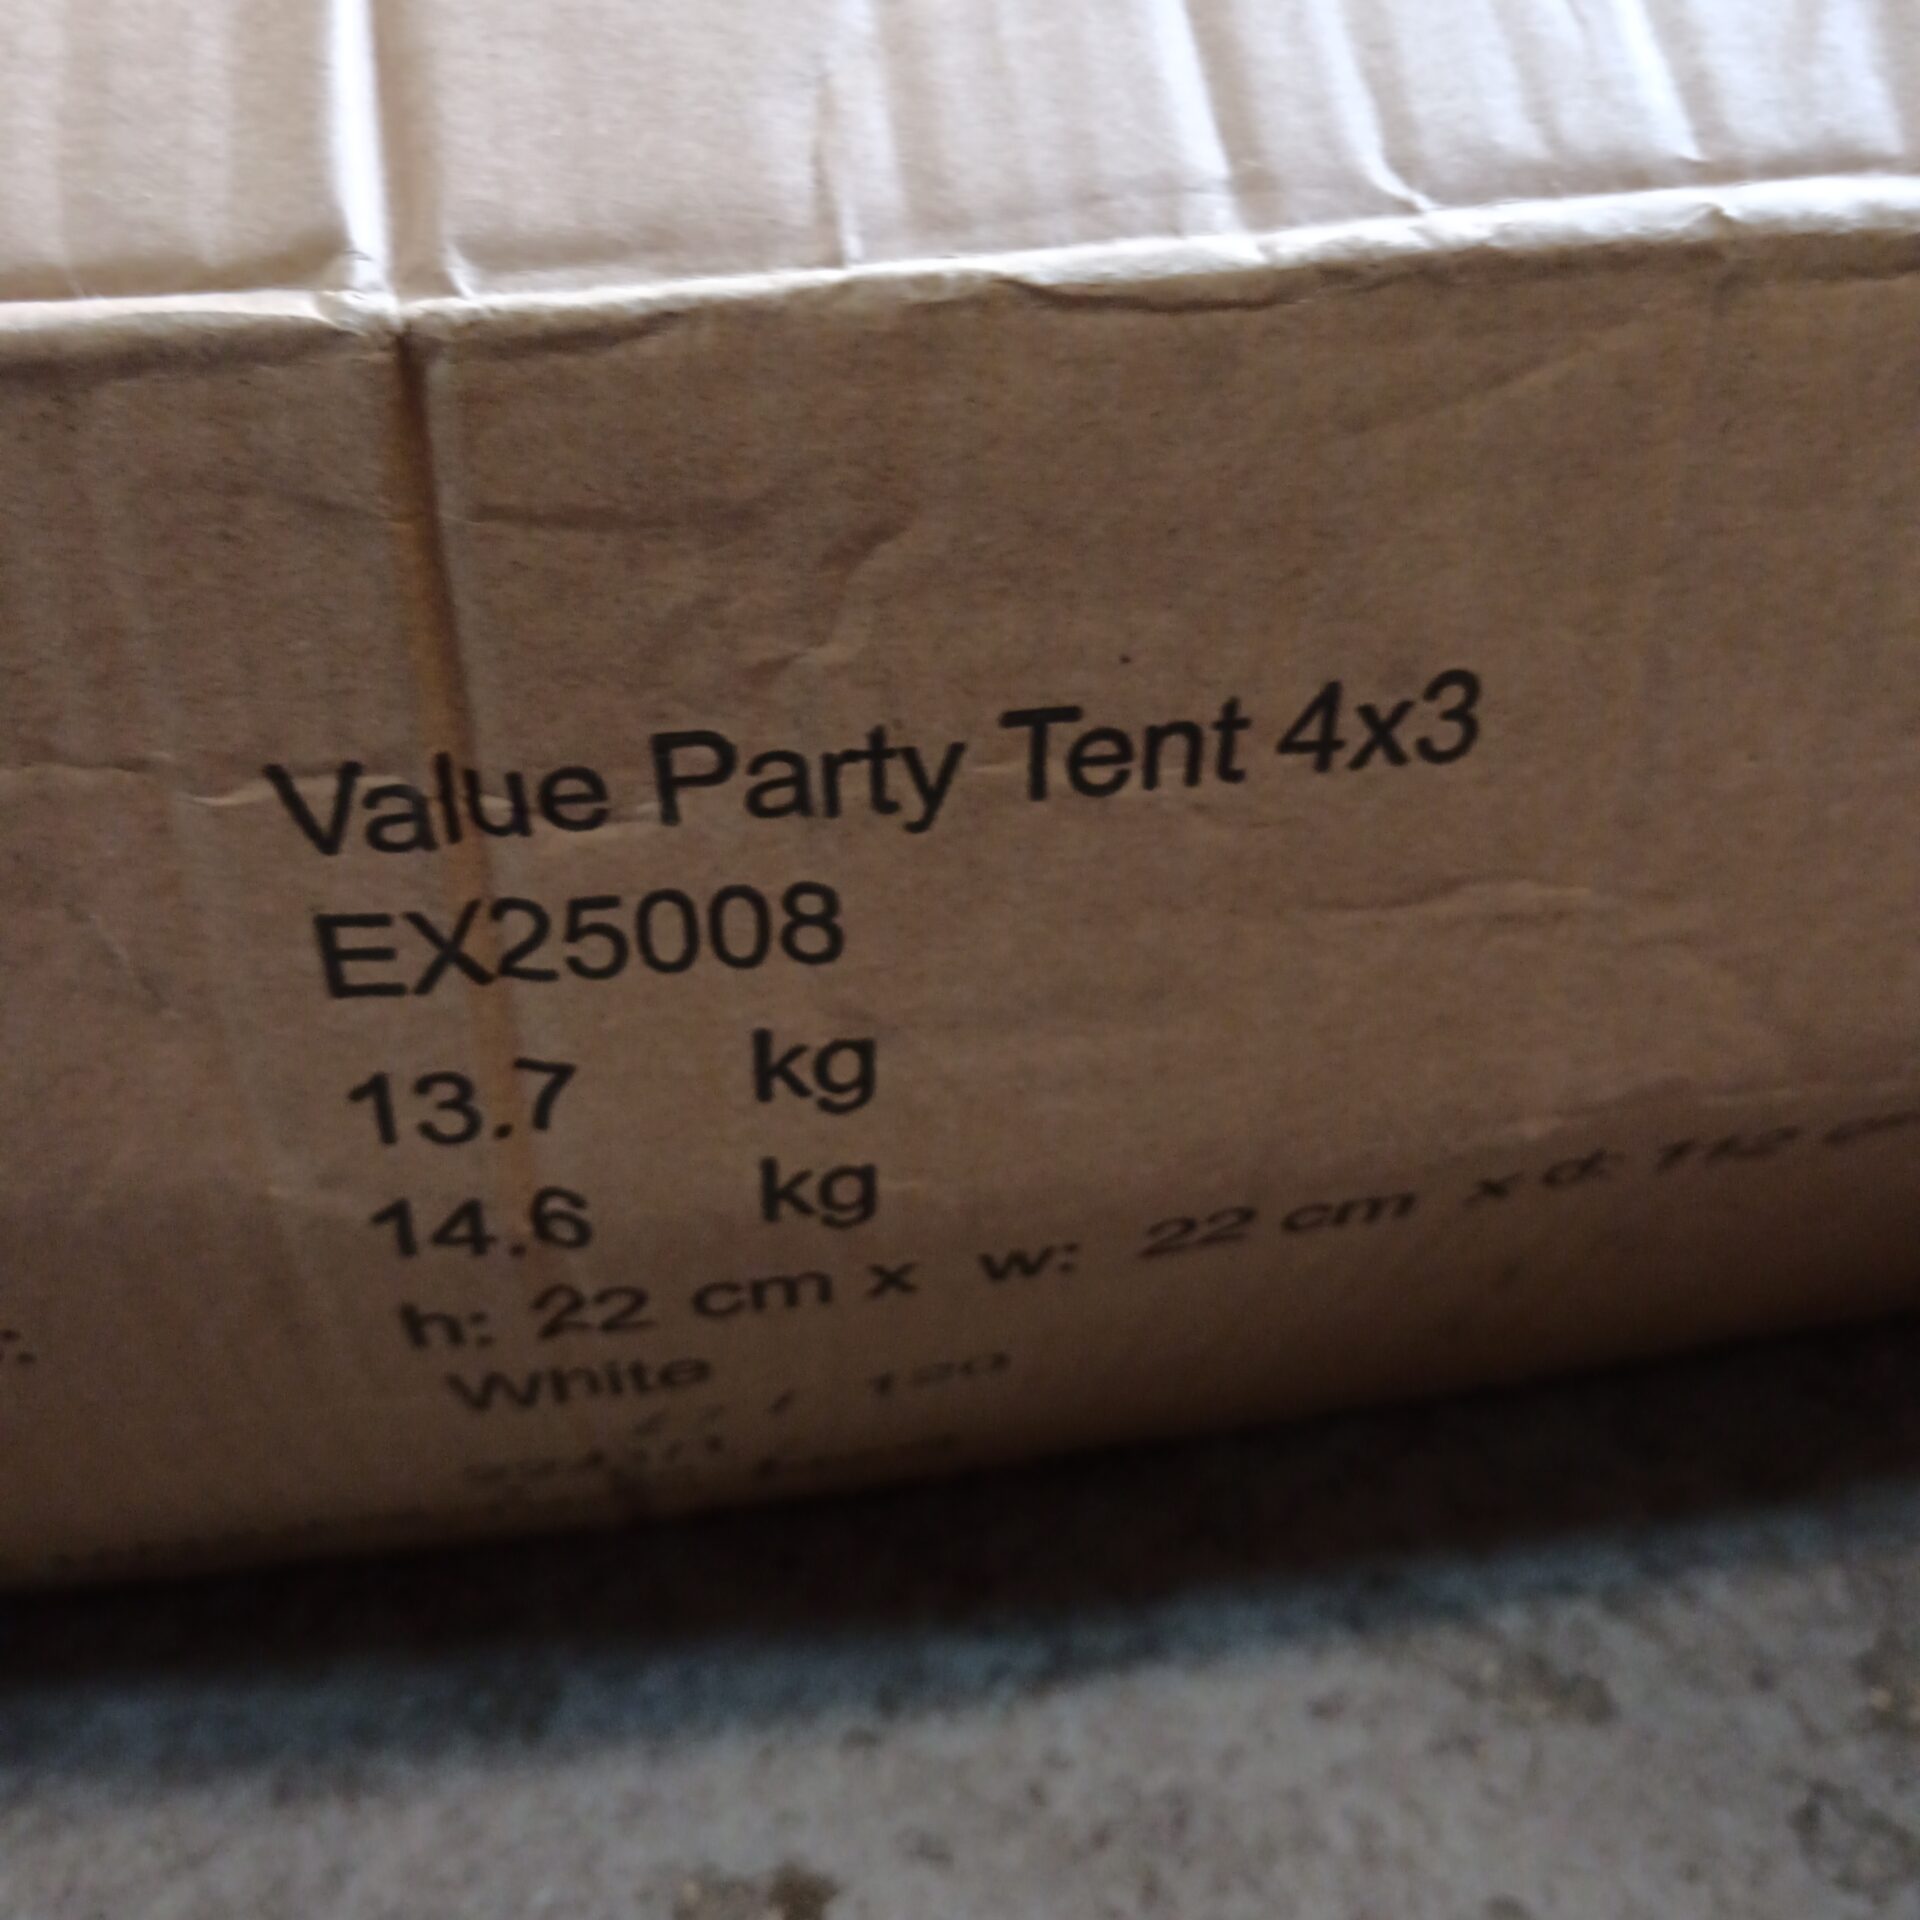 Value Party Tent 4x3
EX25008
13.7 kg
14.6 kg
h: 22 cm x w: 22 cm x d:
White